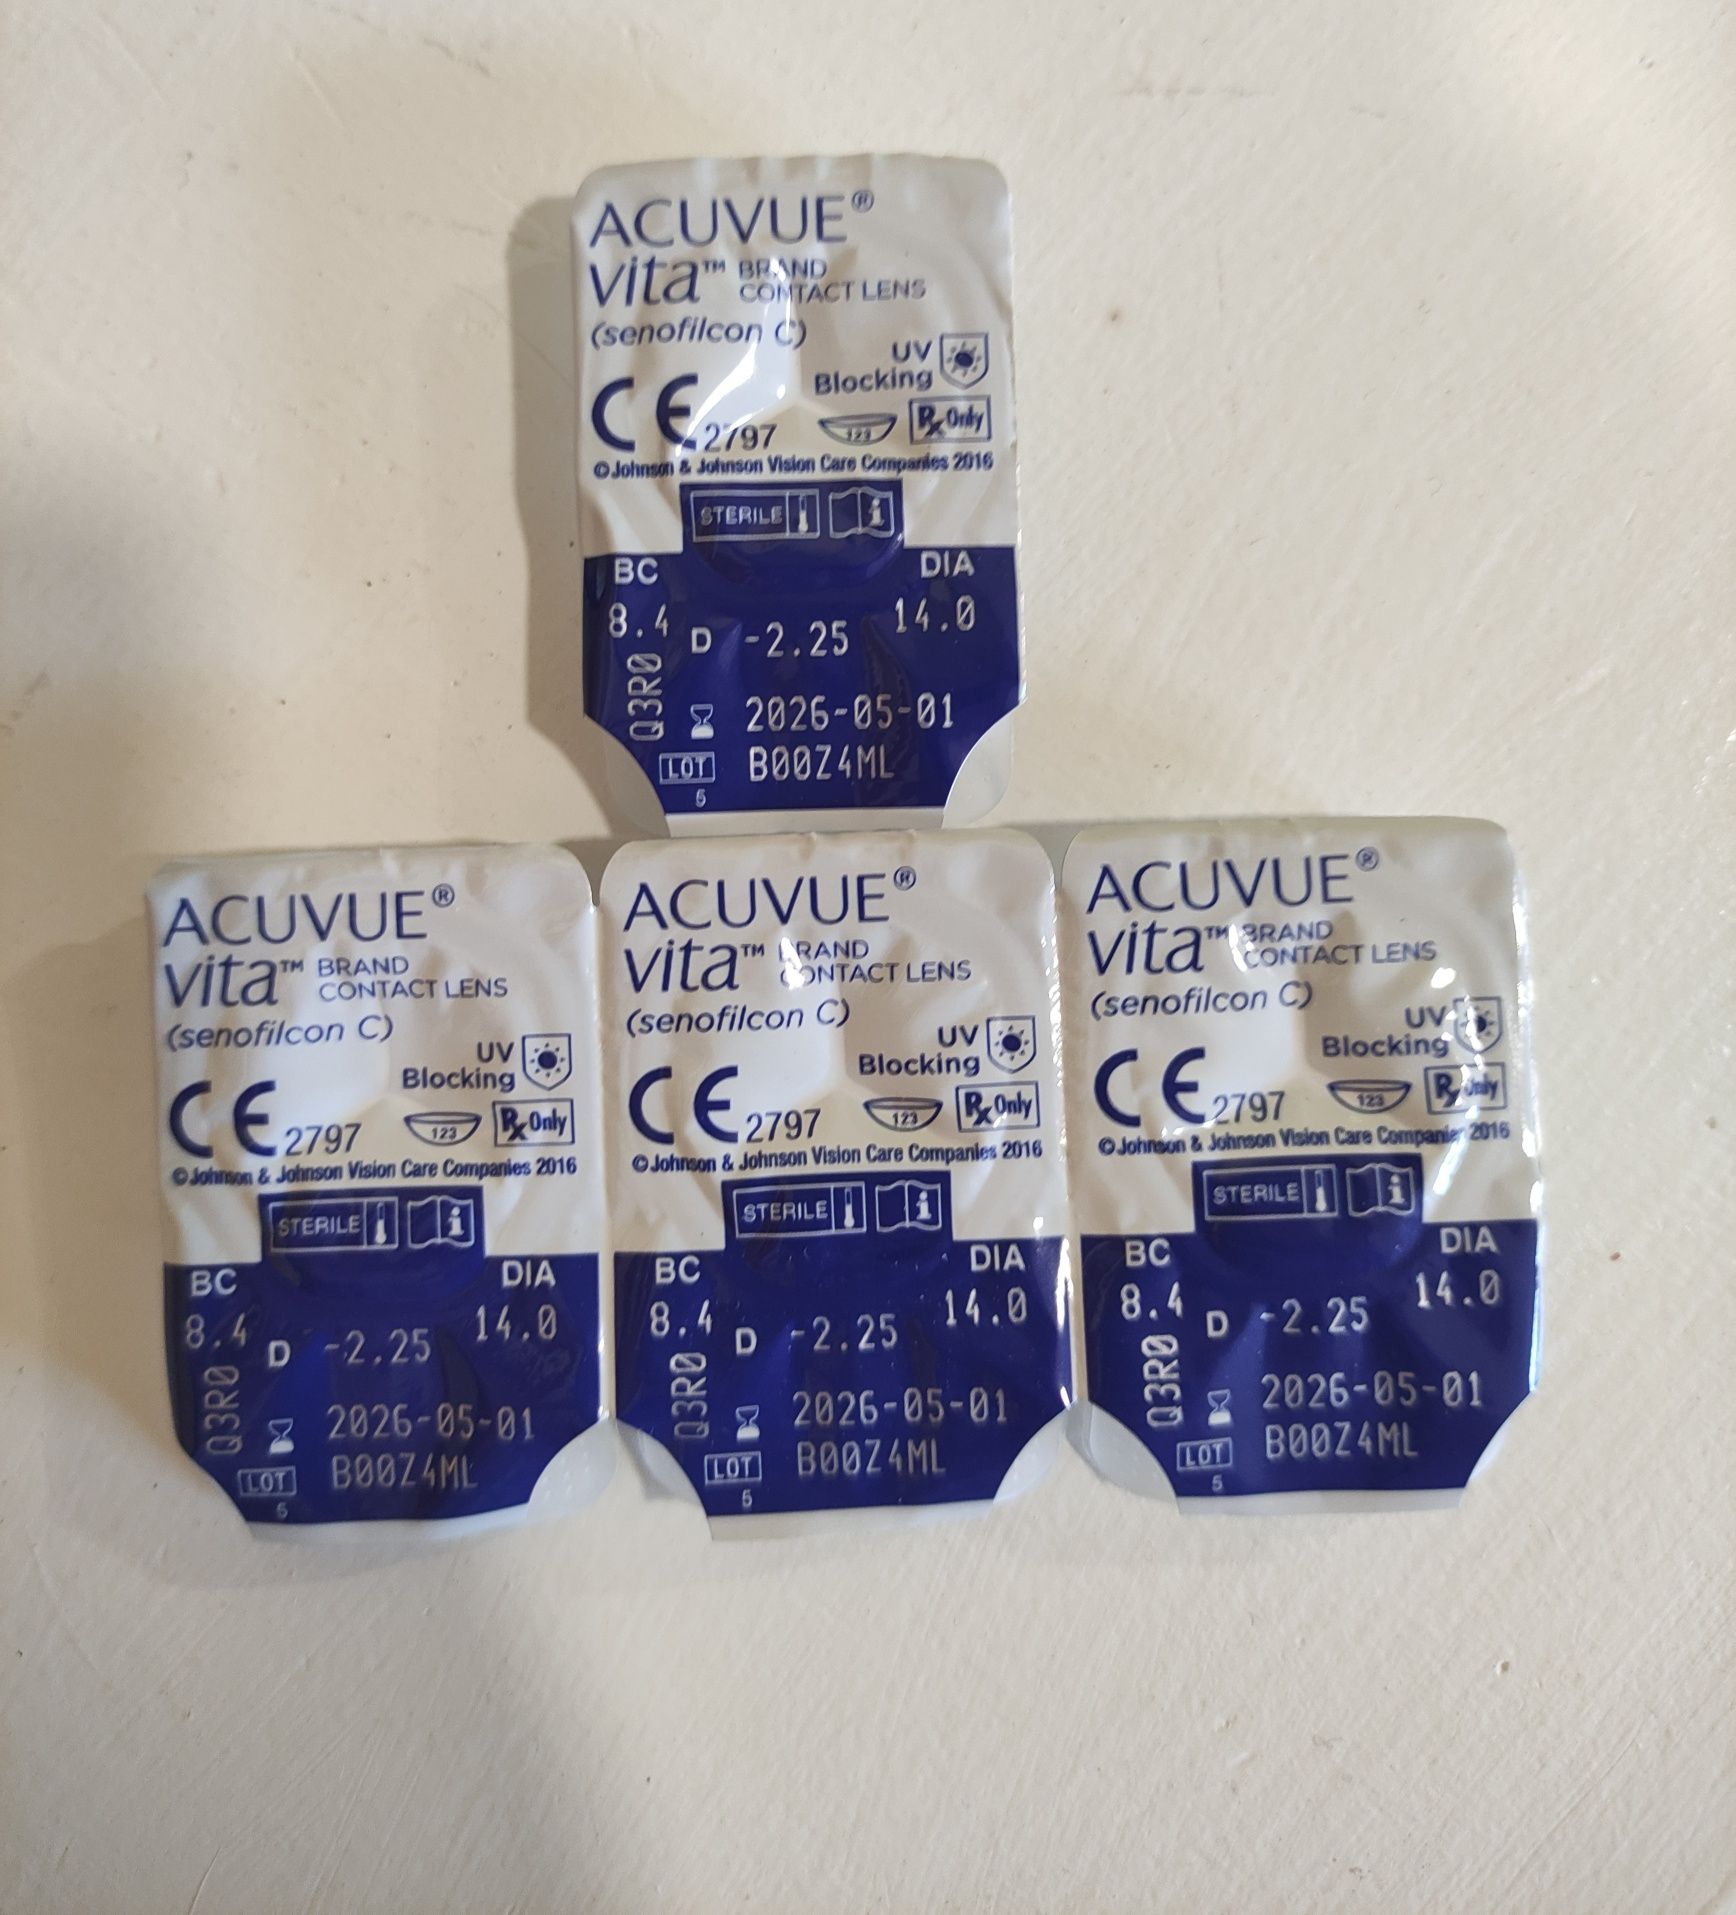 ACUVUE®
vita™ BRAND
CONTACT LENS
(senofilcon C)
UV
Blocking
CE 2797
123
Rx Only
© Johnson & Johnson Vision Care Companies 2016
STERILE i
BC
DIA
8.4
D -2.25
14.0
Q3R0
2026-05-01
LOT B00Z4ML
5
ACUVUE®
vita™ BRAND
CONTACT LENS
(senofilcon C)
UV
Blocking
CE 2797
123
Rx Only
© Johnson & Johnson Vision Care Companies 2016
STERILE i
BC
DIA
8.4
D -2.25
14.0
Q3R0
2026-05-01
LOT B00Z4ML
5
ACUVUE®
vita™ BRAND
CONTACT LENS
(senofilcon C)
UV
Blocking
CE 2797
123
Rx Only
© Johnson & Johnson Vision Care Companies 2016
STERILE i
BC
DIA
8.4
D -2.25
14.0
Q3R0
2026-05-01
LOT B00Z4ML
5
ACUVUE®
vita™ BRAND
CONTACT LENS
(senofilcon C)
UV
Blocking
CE 2797
123
Rx Only
© Johnson & Johnson Vision Care Companies 2016
STERILE i
BC
DIA
8.4
D -2.25
14.0
Q3R0
2026-05-01
LOT B00Z4ML
5